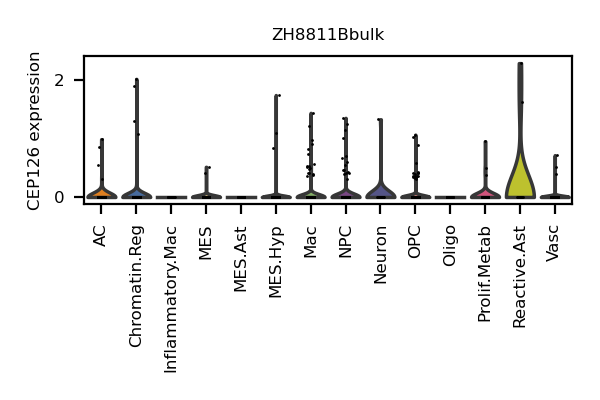 ZH8811Bbulk
CEP126 expression
2
0
AC
Chromatin.Reg
Inflammatory.Mac
MES
MES.Ast
MES.Hyp
Mac
NPC
Neuron
OPC
Oligo
Prolif.Metab
Reactive.Ast
Vasc